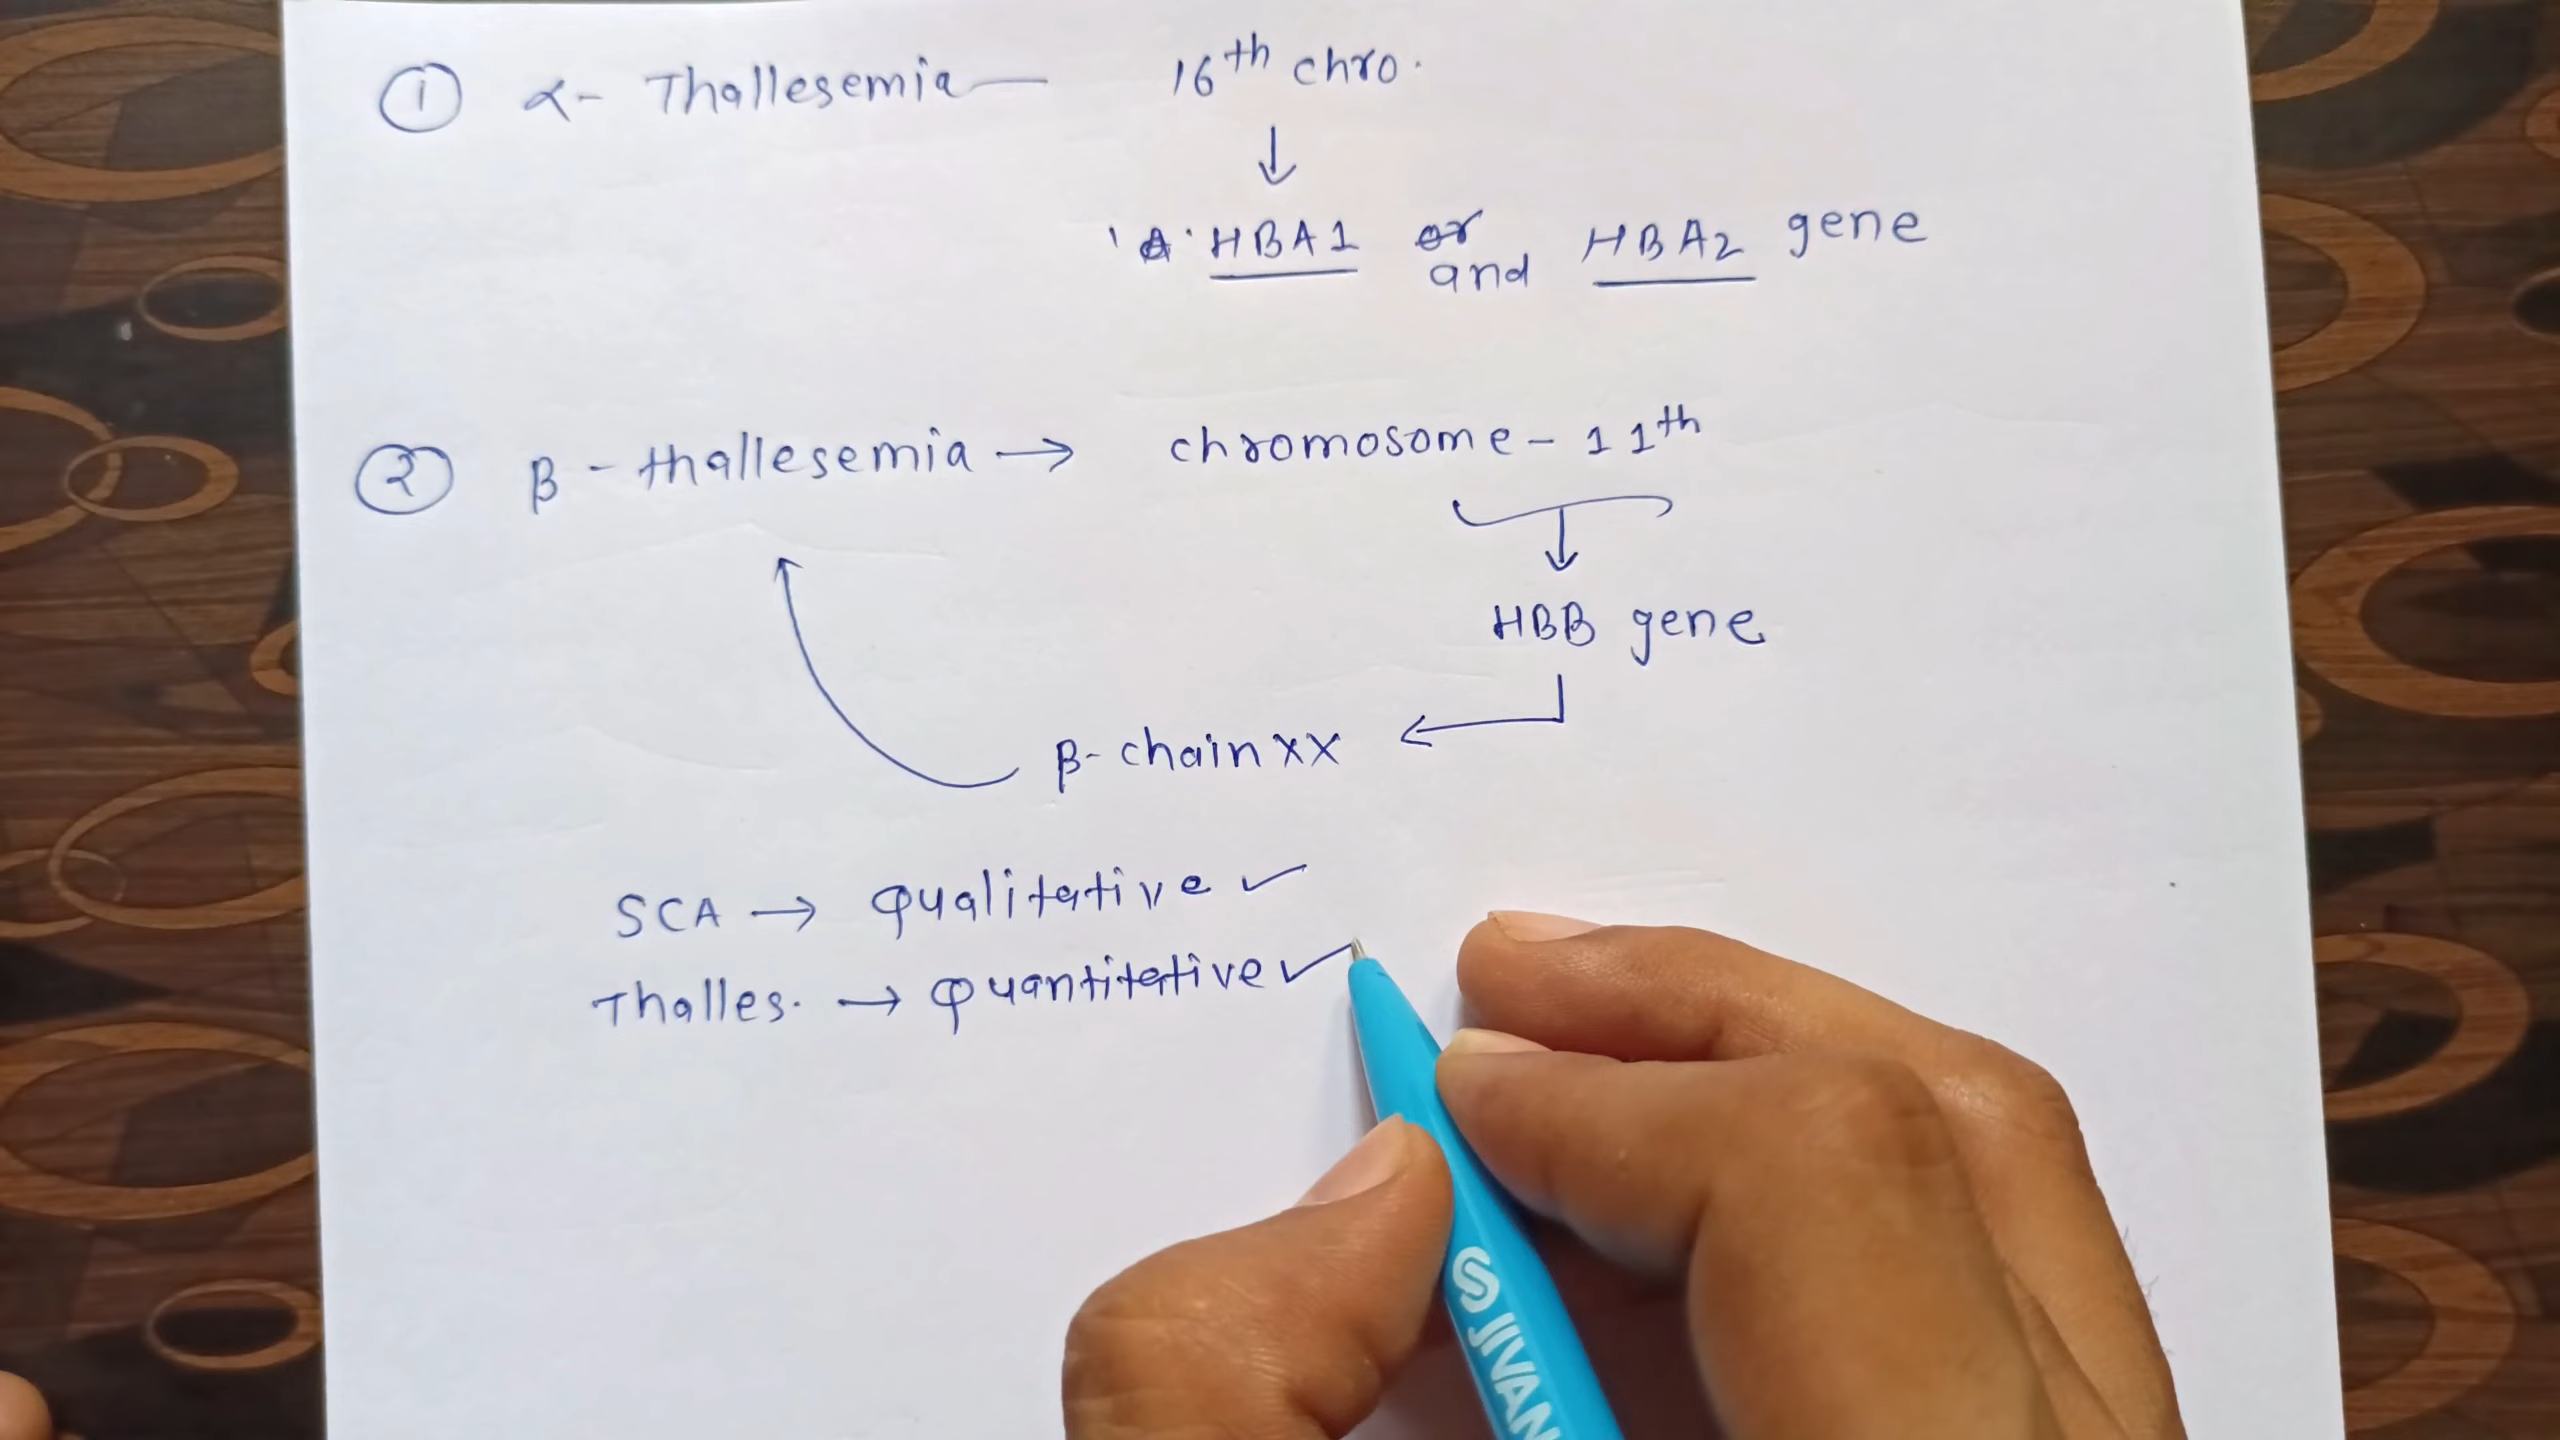 ① α- Thallesemia — 16th chro.
↓
HBA1 or and HBA2 gene
② β - thallesemia → chromosome - 11th
↓
HBB gene
β- chain xx ←
SCA → Qualitative ✓
Thalles. → Quantitative ✓
JIVAN